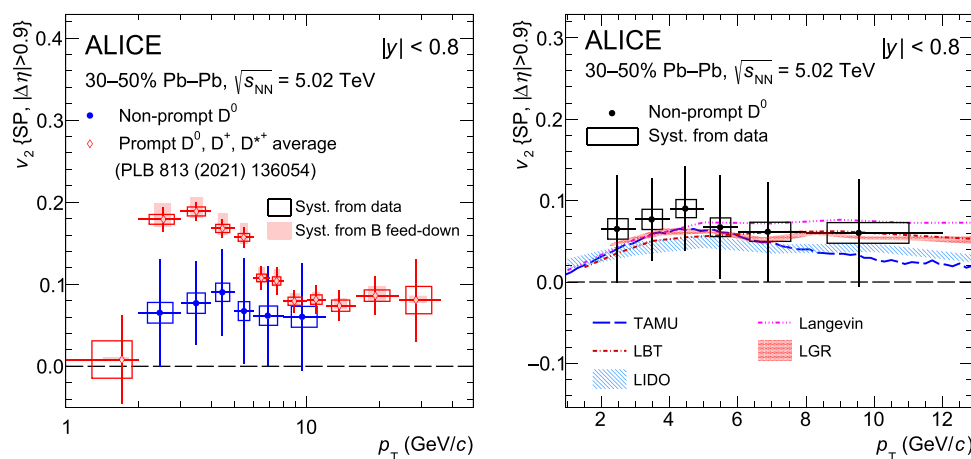 ALICE
|y| < 0.8
30–50% Pb–Pb, √sNN = 5.02 TeV
Non-prompt D0
Prompt D0, D+, D*+ average
(PLB 813 (2021) 136054)
Syst. from data
Syst. from B feed-down
v2 {SP, |Δη|>0.9}
0.4
0.3
0.2
0.1
0.0
1
10
pT (GeV/c)
ALICE
|y| < 0.8
30–50% Pb–Pb, √sNN = 5.02 TeV
Non-prompt D0
Syst. from data
v2 {SP, |Δη|>0.9}
0.3
0.2
0.1
0.0
−0.1
TAMU
Langevin
LBT
LGR
LIDO
2
4
6
8
10
12
pT (GeV/c)